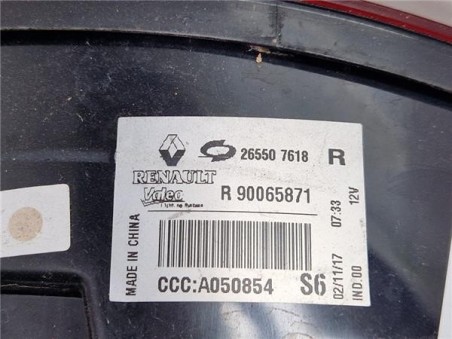 26550 7618 R
RENAULT
Valeo R 90065871
MADE IN CHINA
CCC:A050854 S6
02/11/17 07:33 12V
IND:00